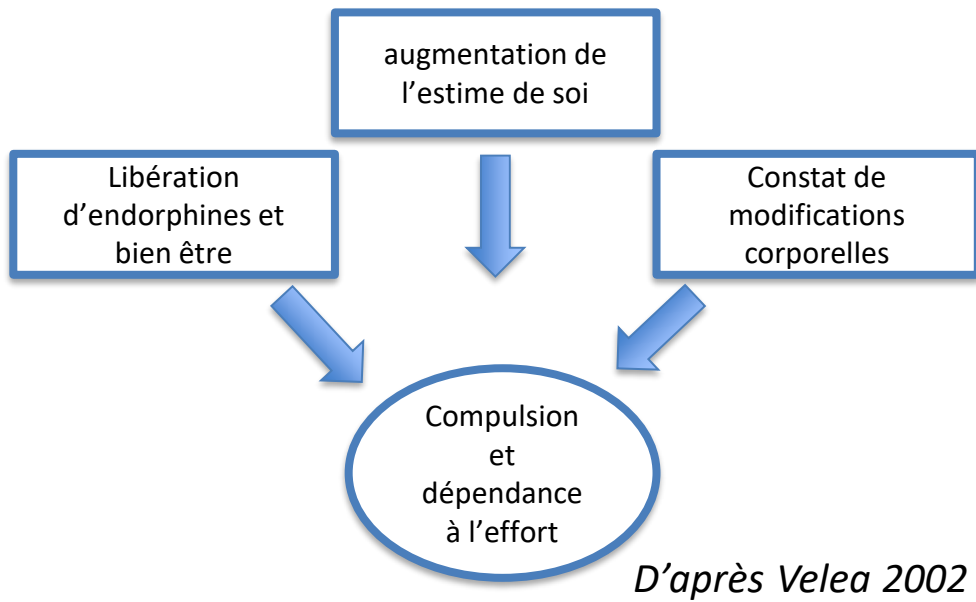 augmentation de
l’estime de soi
Libération
d’endorphines et
bien être
Constat de
modifications
corporelles
Compulsion
et
dépendance
à l’effort
D’après Velea 2002